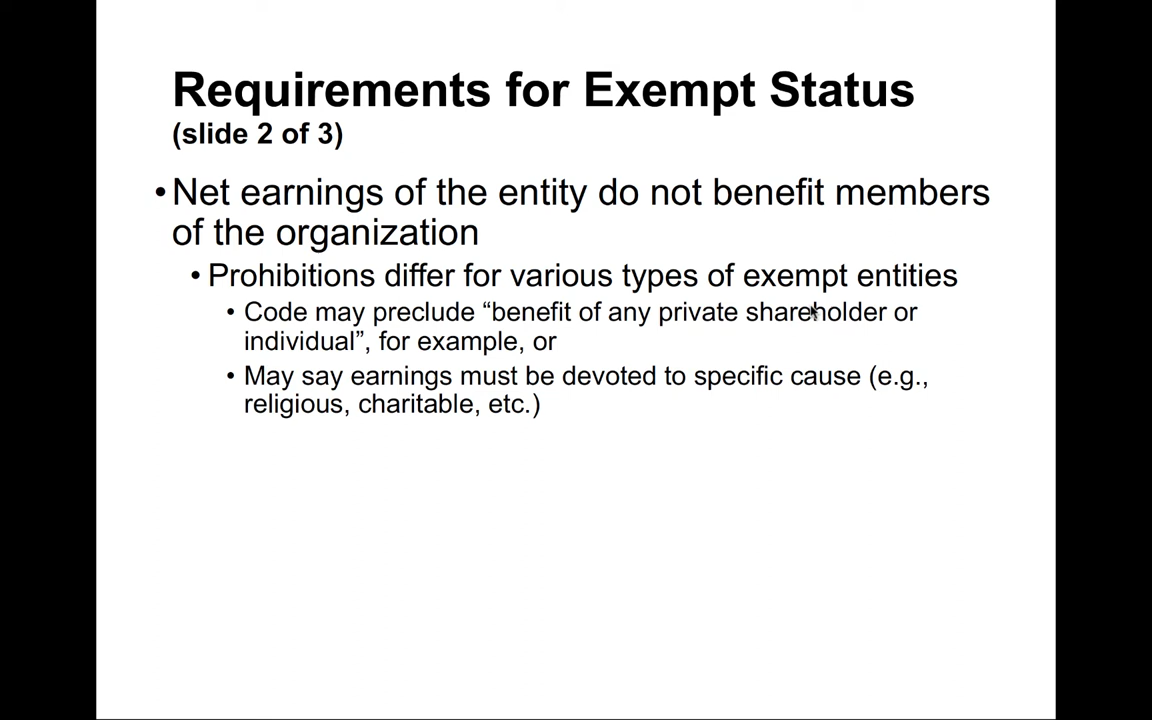 Requirements for Exempt Status
(slide 2 of 3)
• Net earnings of the entity do not benefit members
of the organization
• Prohibitions differ for various types of exempt entities
• Code may preclude “benefit of any private shareholder or
individual”, for example, or
• May say earnings must be devoted to specific cause (e.g.,
religious, charitable, etc.)